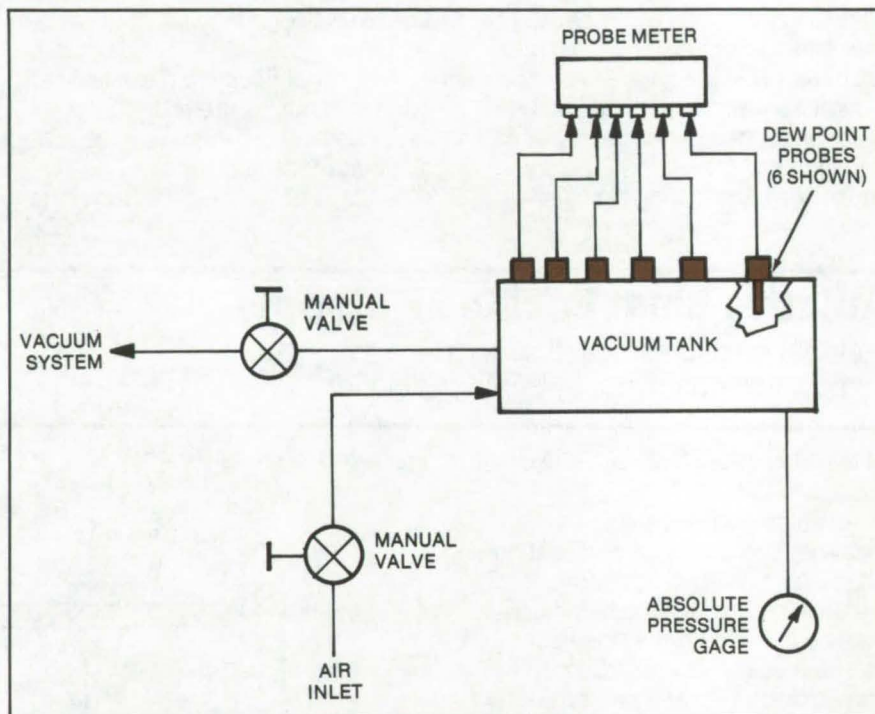 PROBE METER
DEW POINT
PROBES
(6 SHOWN)
MANUAL
VALVE
VACUUM
SYSTEM
VACUUM TANK
MANUAL
VALVE
ABSOLUTE
PRESSURE
GAGE
AIR
INLET